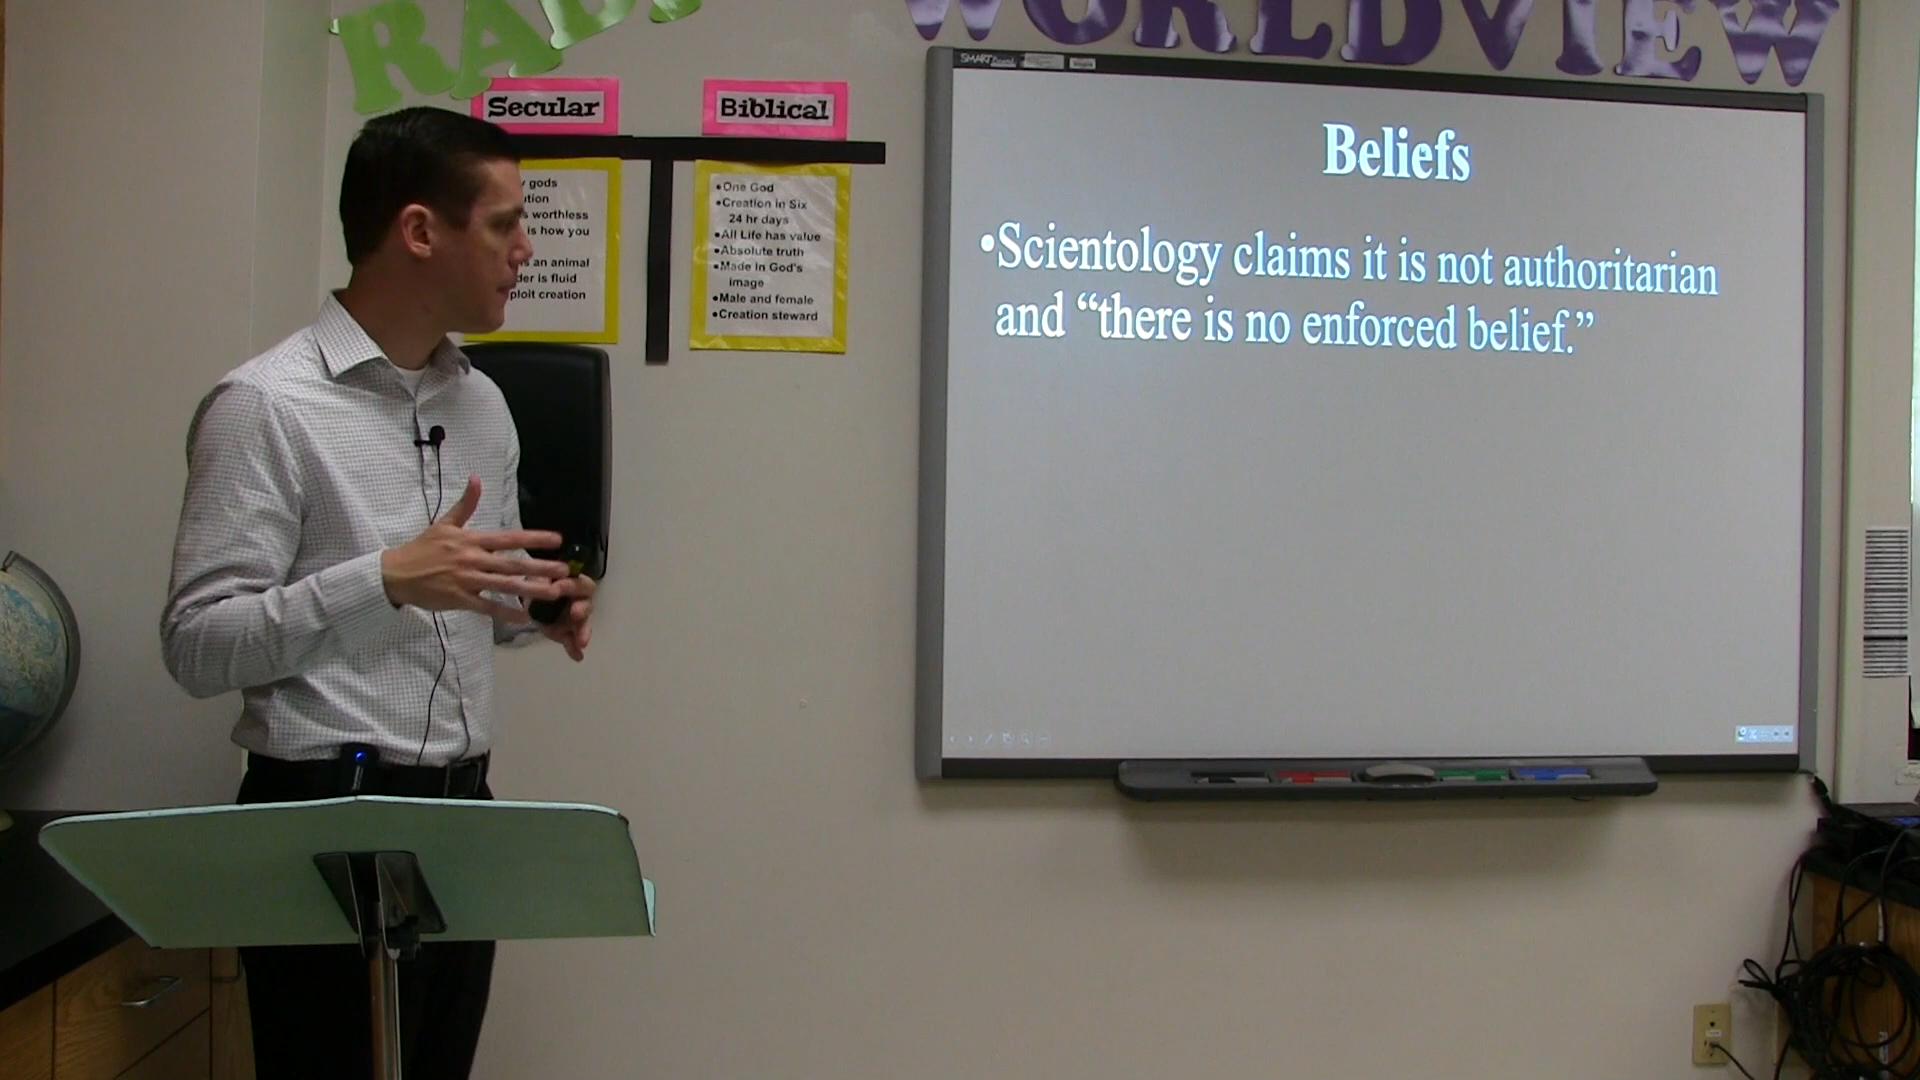 WORLDVIEW
Secular
Biblical
gods
worthless
is how you
is an animal
is fluid
creation
•One God
•Creation in Six
24 hr days
•All Life has value
•Absolute truth
•Made in God's
image
•Male and female
•Creation steward
SMART
Beliefs
•Scientology claims it is not authoritarian
and “there is no enforced belief.”